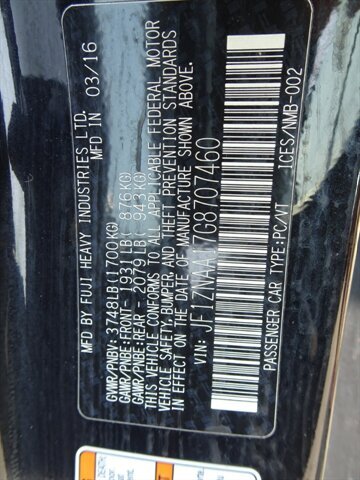 MFD BY FUJI HEAVY INDUSTRIES LTD.
IN 03/16
GVWR/PNBV: 3748LB (1700KG)
GAWR/PNBE:FRONT- 1931LB ( 876KG)
GAWR/PNBE:REAR - 2079LB ( 943KG)
THIS VEHICLE CONFORMS TO ALL APPLICABLE FEDERAL MOTOR
VEHICLE SAFETY, BUMPER, AND THEFT PREVENTION STANDARDS
IN EFFECT ON THE DATE OF MANUFACTURE SHOWN ABOVE.
VIN: JF1ZNAA17G8707460
PASSENGER CAR
TYPE:PC/VT
ICES/NMB-002
DEATH